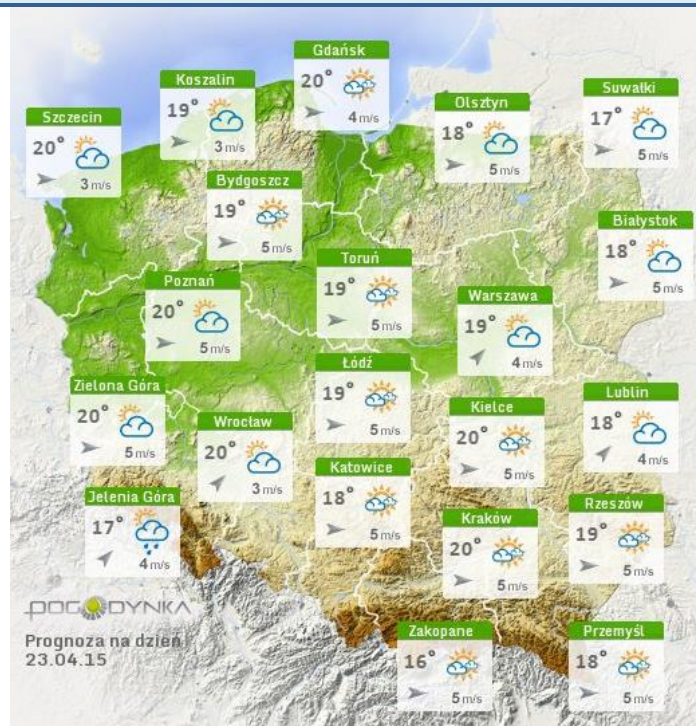 Gdańsk
20°
4 m/s
Koszalin
19°
3 m/s
Suwałki
17°
5 m/s
Olsztyn
18°
5 m/s
Szczecin
20°
3 m/s
Bydgoszcz
19°
5 m/s
Białystok
18°
5 m/s
Toruń
19°
5 m/s
Poznań
20°
5 m/s
Warszawa
19°
4 m/s
Łódź
19°
5 m/s
Zielona Góra
20°
5 m/s
Lublin
18°
4 m/s
Kielce
20°
5 m/s
Wrocław
20°
3 m/s
Katowice
18°
5 m/s
Jelenia Góra
17°
4 m/s
Rzeszów
19°
5 m/s
Kraków
20°
5 m/s
POGODYNKA
Prognoza na dzień
23.04.15
Zakopane
16°
5 m/s
Przemyśl
18°
5 m/s